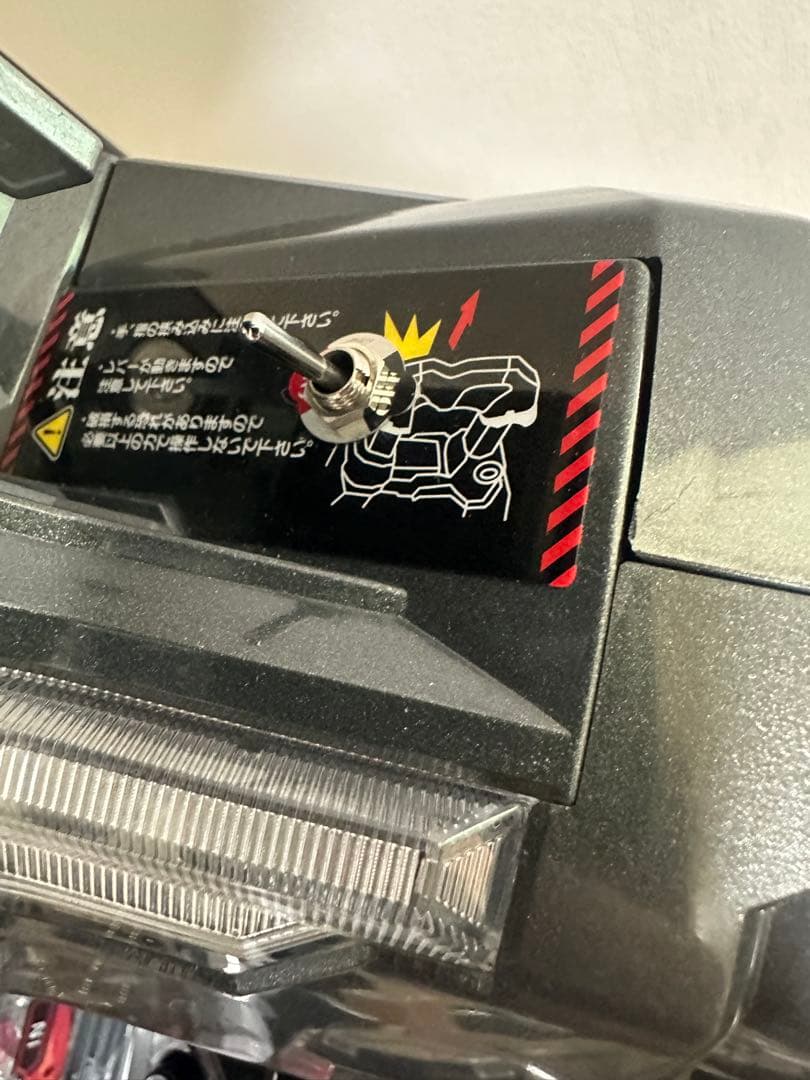 注意
・手、指の挟み込みに注して下さい。
・レバーが動きますので
注意して下さい。
・破損する恐れがありますので
必要以上の力で操作しないで下さい。
OFF